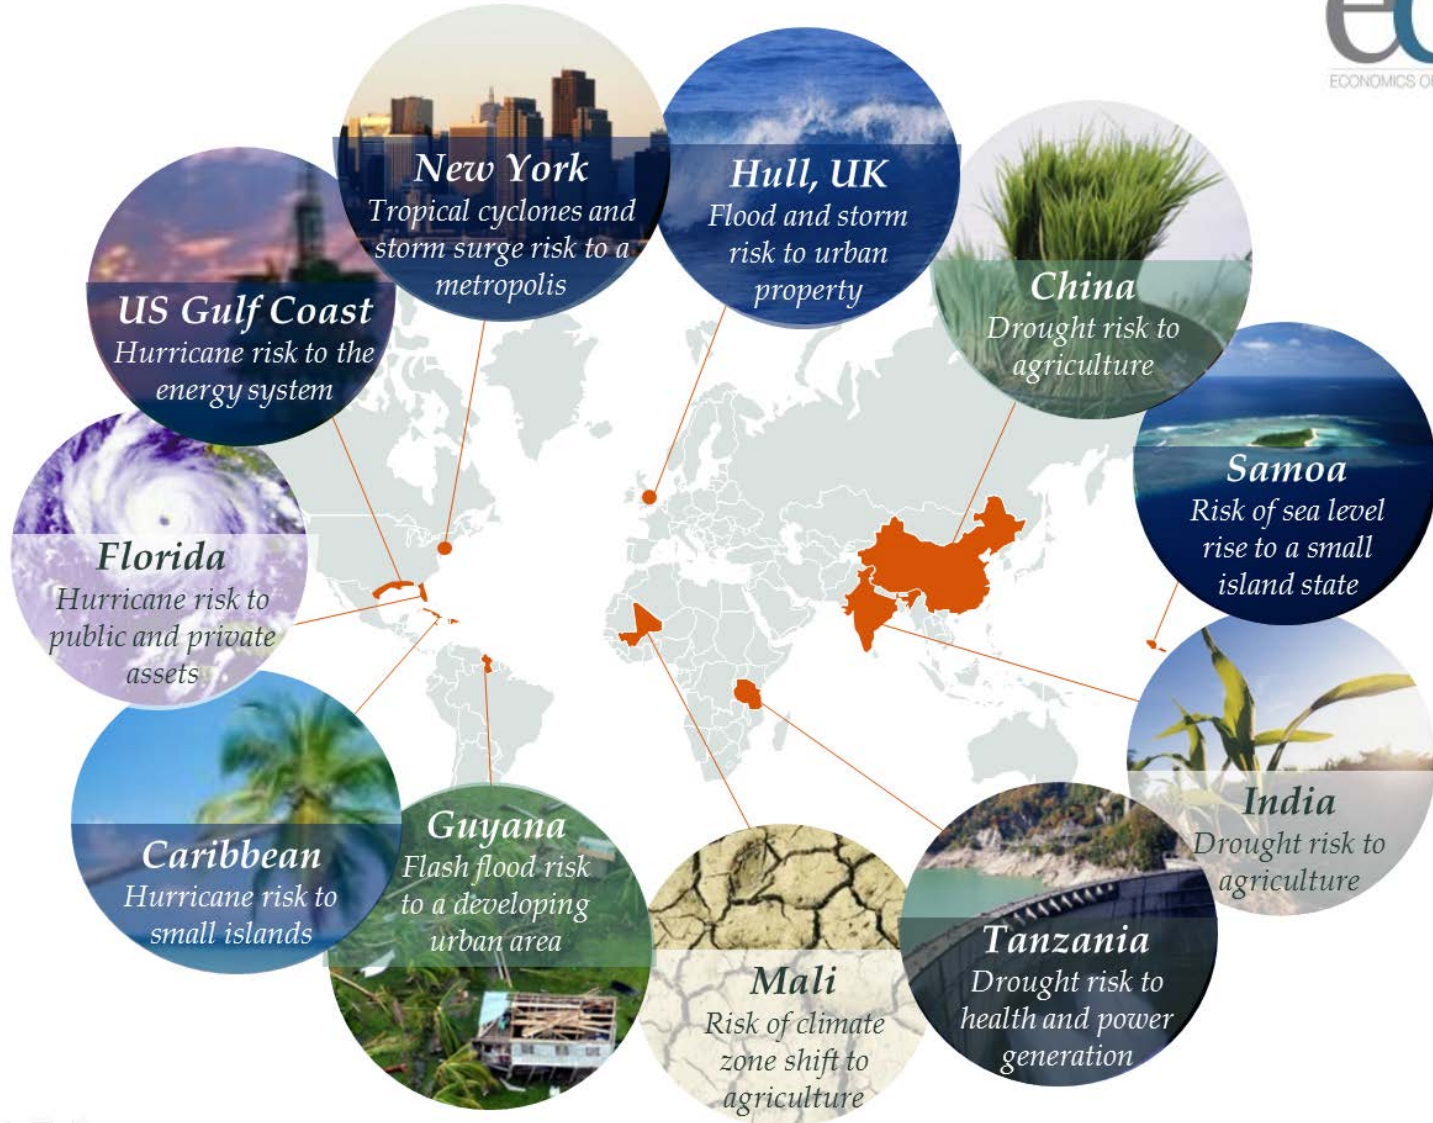 ECONOMICS
New York
Tropical cyclones and
storm surge risk to a
metropolis
Hull, UK
Flood and storm
risk to urban
property
China
Drought risk to
agriculture
US Gulf Coast
Hurricane risk to the
energy system
Samoa
Risk of sea level
rise to a small
island state
Florida
Hurricane risk to
public and private
assets
India
Drought risk to
agriculture
Caribbean
Hurricane risk to
small islands
Guyana
Flash flood risk
to a developing
urban area
Mali
Risk of climate
zone shift to
agriculture
Tanzania
Drought risk to
health and power
generation